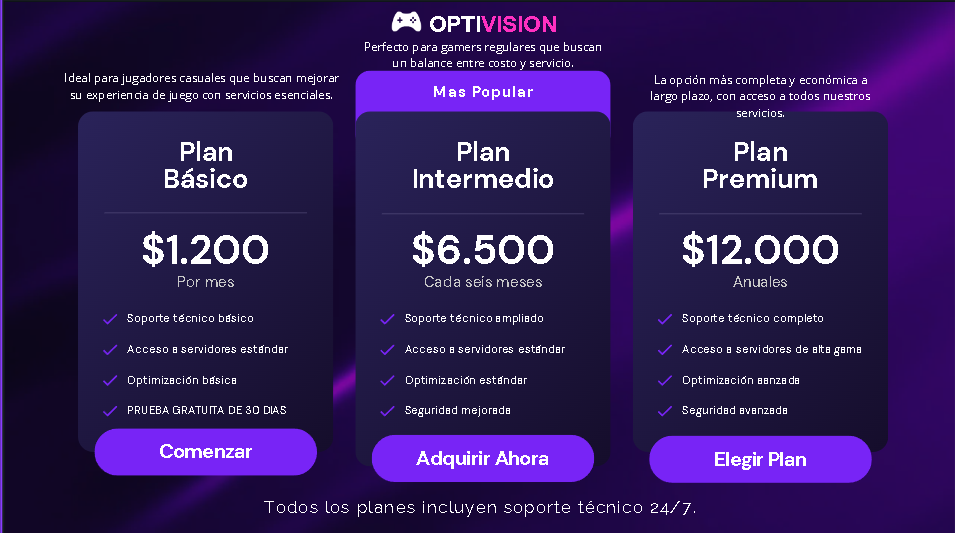 OPTIVISION
Perfecto para gamers regulares que buscan
un balance entre costo y servicio.
Ideal para jugadores casuales que buscan mejorar
su experiencia de juego con servicios esenciales.
Mas Popular
La opción más completa y económica a
largo plazo, con acceso a todos nuestros
servicios.
Plan
Básico
$1.200
Por mes
Soporte técnico básico
Acceso a servidores estándar
Optimización básica
PRUEBA GRATUITA DE 30 DIAS
Comenzar
Plan
Intermedio
$6.500
Cada seis meses
Soporte técnico ampliado
Acceso a servidores estándar
Optimización estándar
Seguridad mejorada
Adquirir Ahora
Plan
Premium
$12.000
Anuales
Soporte técnico completo
Acceso a servidores de alta gama
Optimización aanzada
Seguridad avanzada
Elegir Plan
Todos los planes incluyen soporte técnico 24/7.